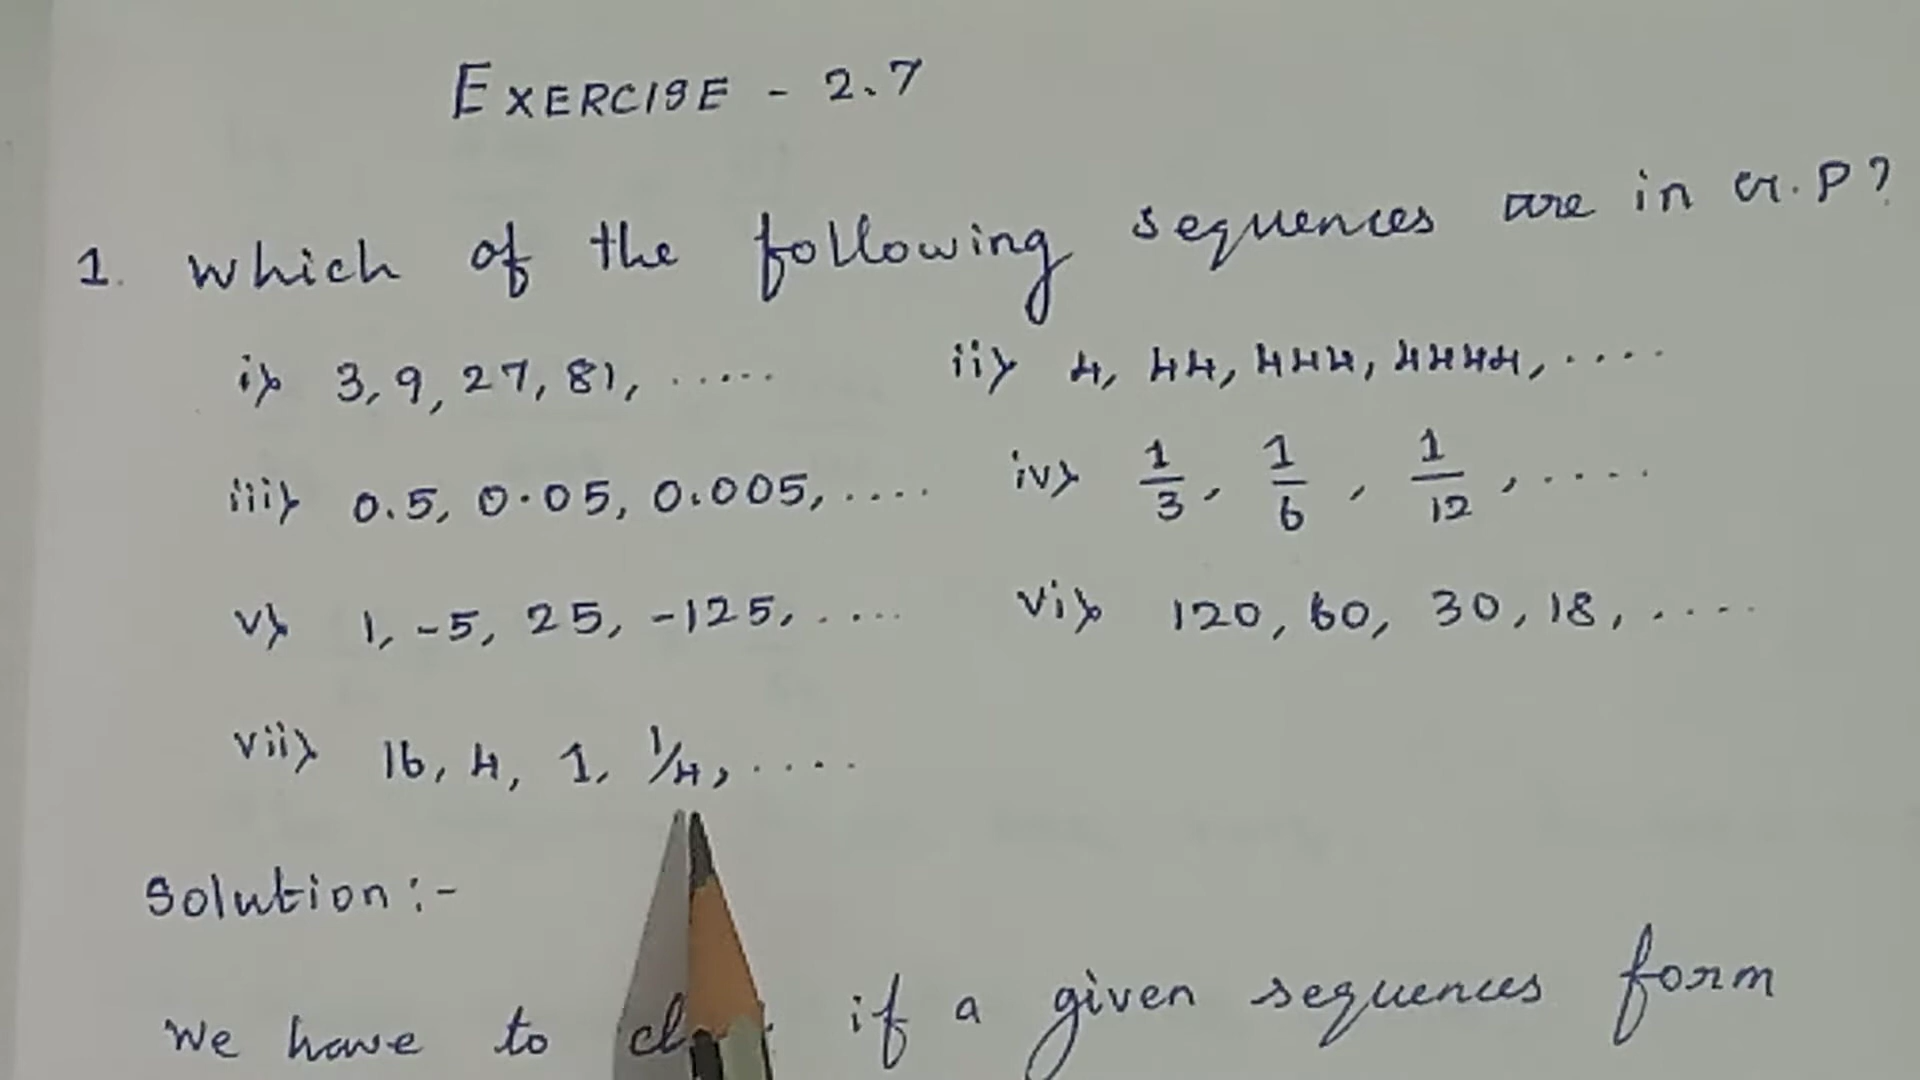 EXERCISE - 2.7
1. Which of the following sequences are in G.P?
i) 3, 9, 27, 81, ..... ii) 4, 44, 444, 4444, ....
iii) 0.5, 0.05, 0.005, .... iv) 1/3, 1/6, 1/12, ....
v) 1, -5, 25, -125, .... vi) 120, 60, 30, 18, ....
vii) 16, 4, 1, 1/4, ....
Solution :-
We have to if a given sequences form